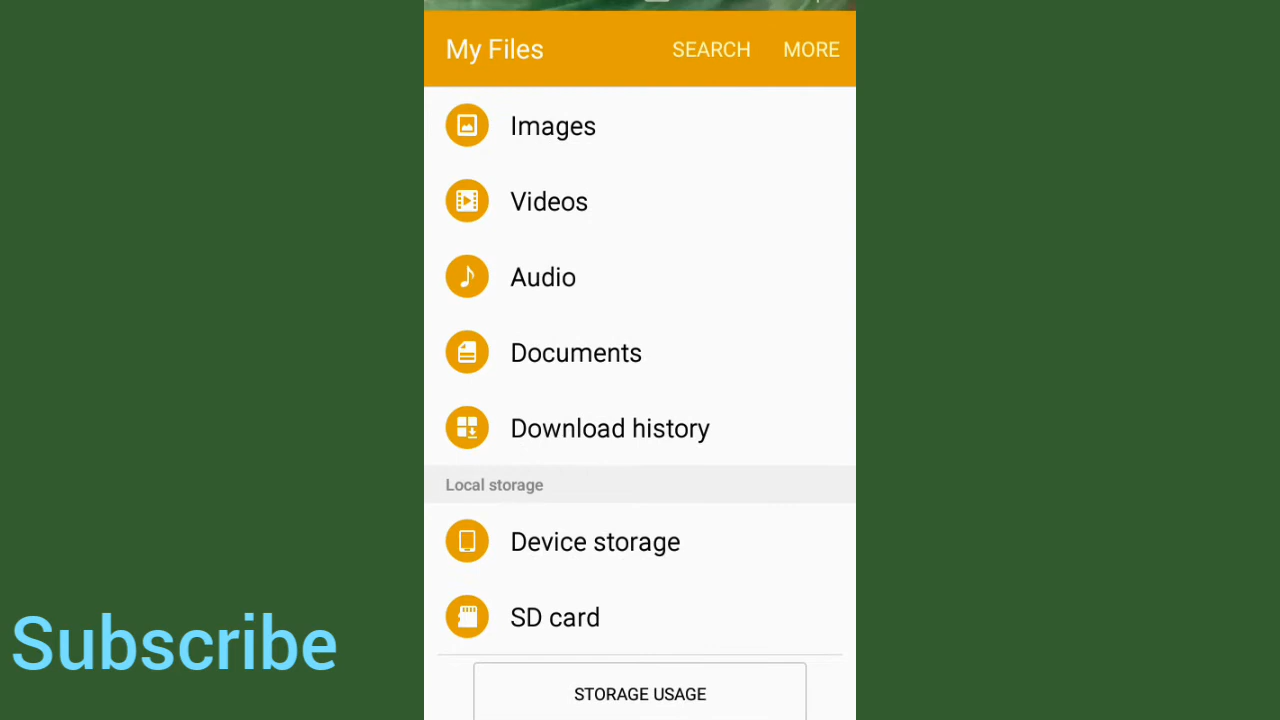 My Files SEARCH MORE
Images
Videos
Audio
Documents
Download history
Local storage
Device storage
SD card
Subscribe
STORAGE USAGE